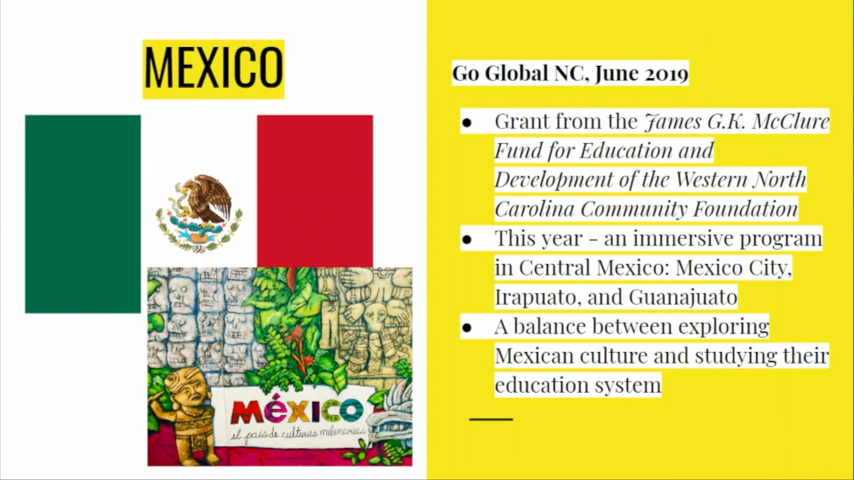 MEXICO
MéXICO
el país de culturas milenarias
Go Global NC, June 2019
● Grant from the James G.K. McClure
Fund for Education and
Development of the Western North
Carolina Community Foundation
● This year - an immersive program
in Central Mexico: Mexico City,
Irapuato, and Guanajuato
● A balance between exploring
Mexican culture and studying their
education system